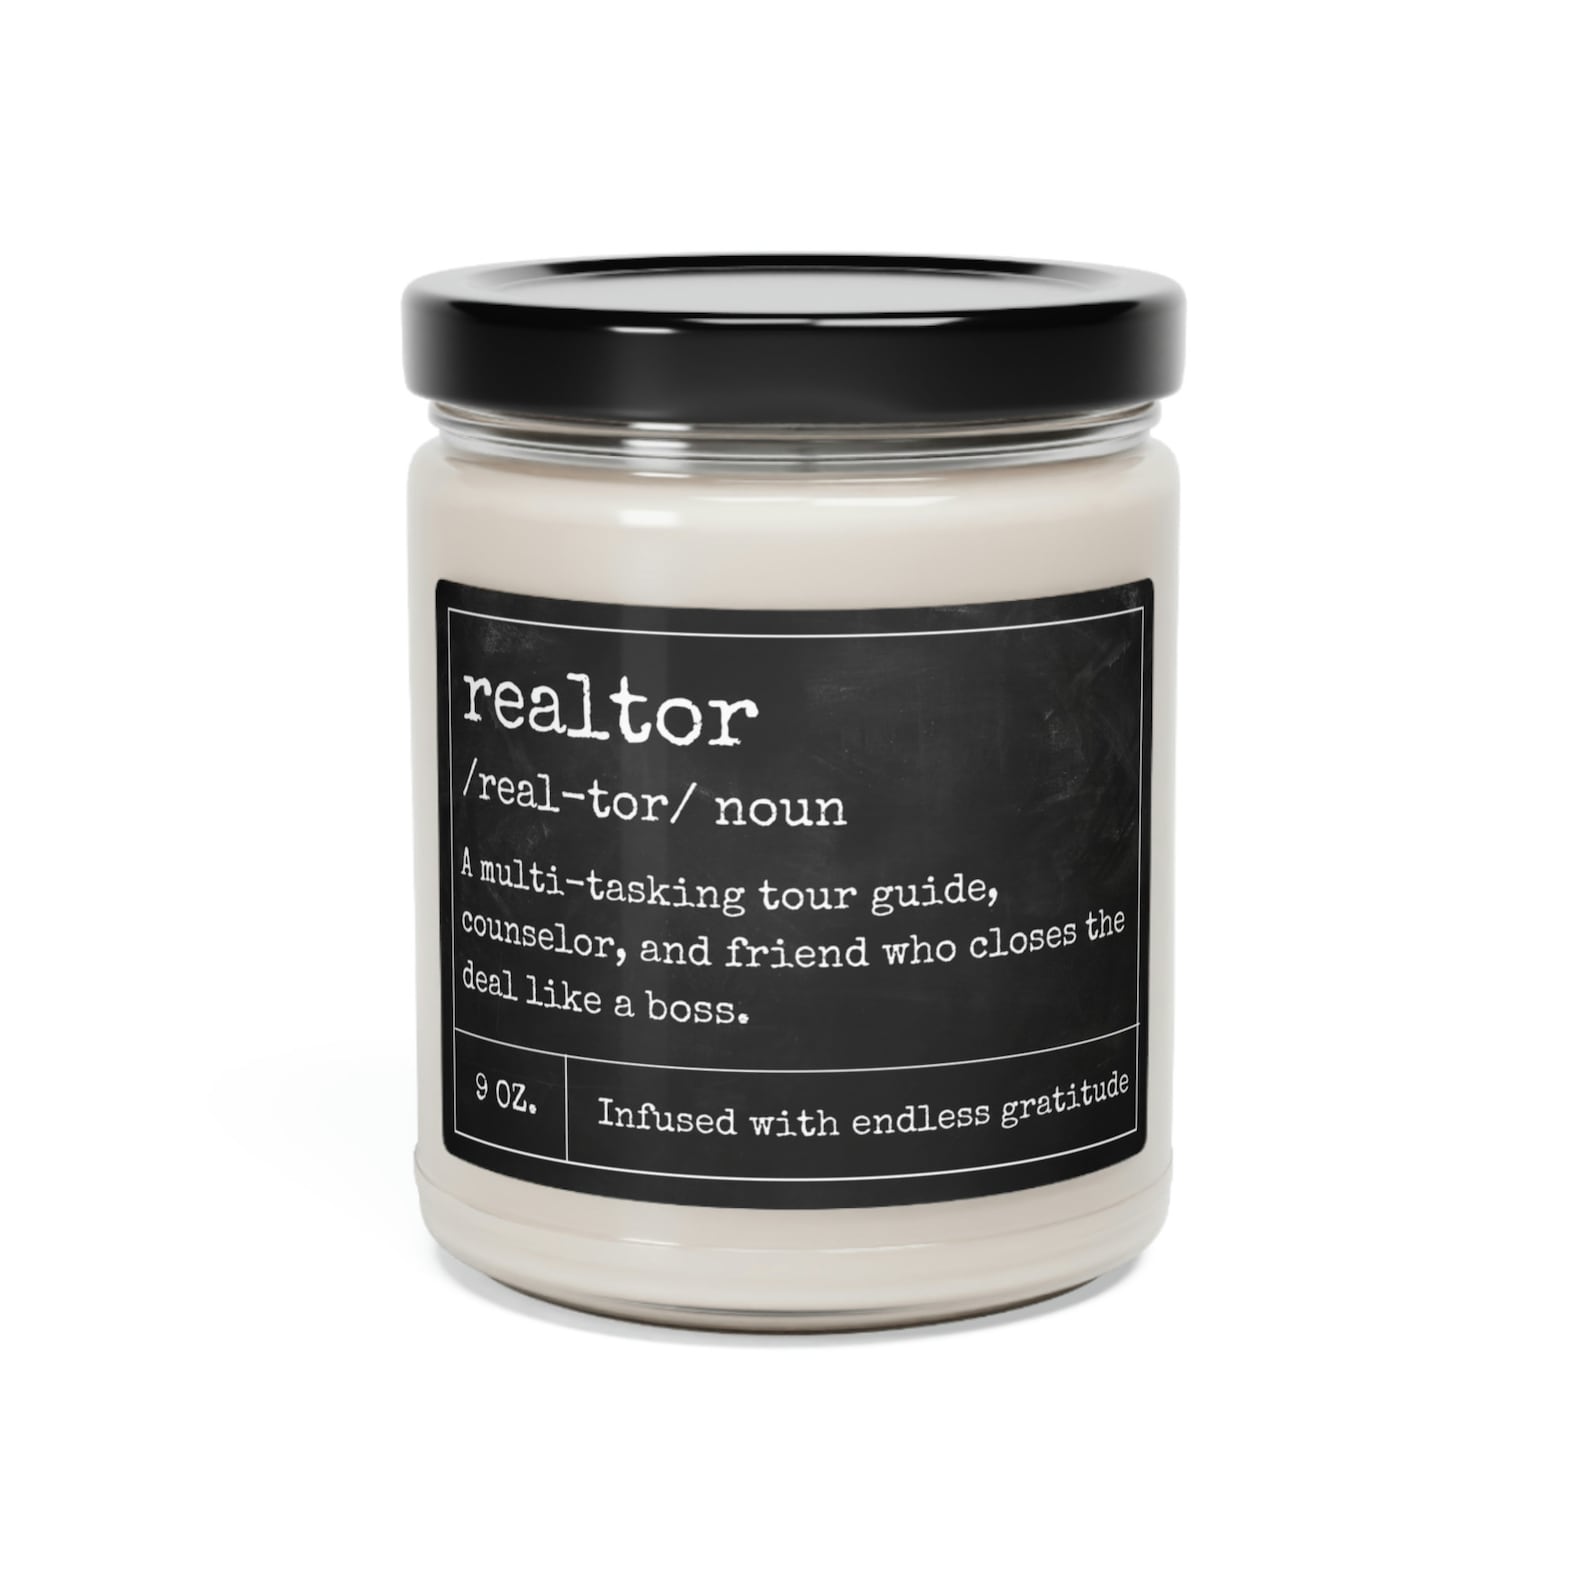 realtor
/real-tor/ noun
A multi-tasking tour guide,
counselor, and friend who closes the
deal like a boss.
9 OZ.
Infused with endless gratitude